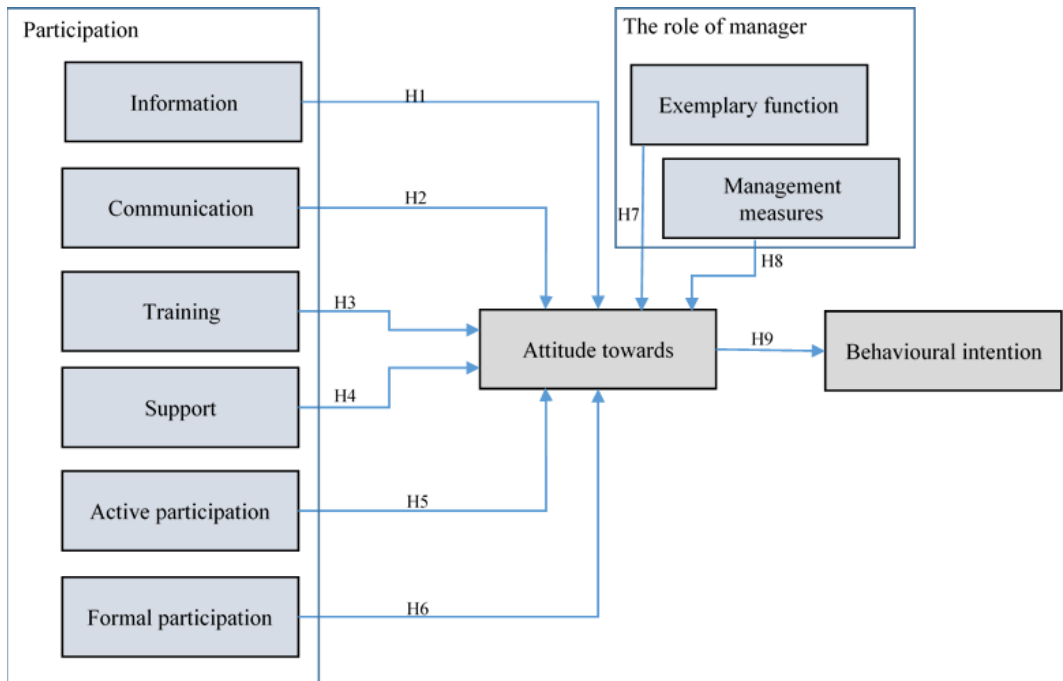 Participation
Information
Communication
Training
Support
Active participation
Formal participation
H1
H2
H3
H4
H5
H6
The role of manager
Exemplary function
Management
measures
H7
H8
Attitude towards
H9
Behavioural intention